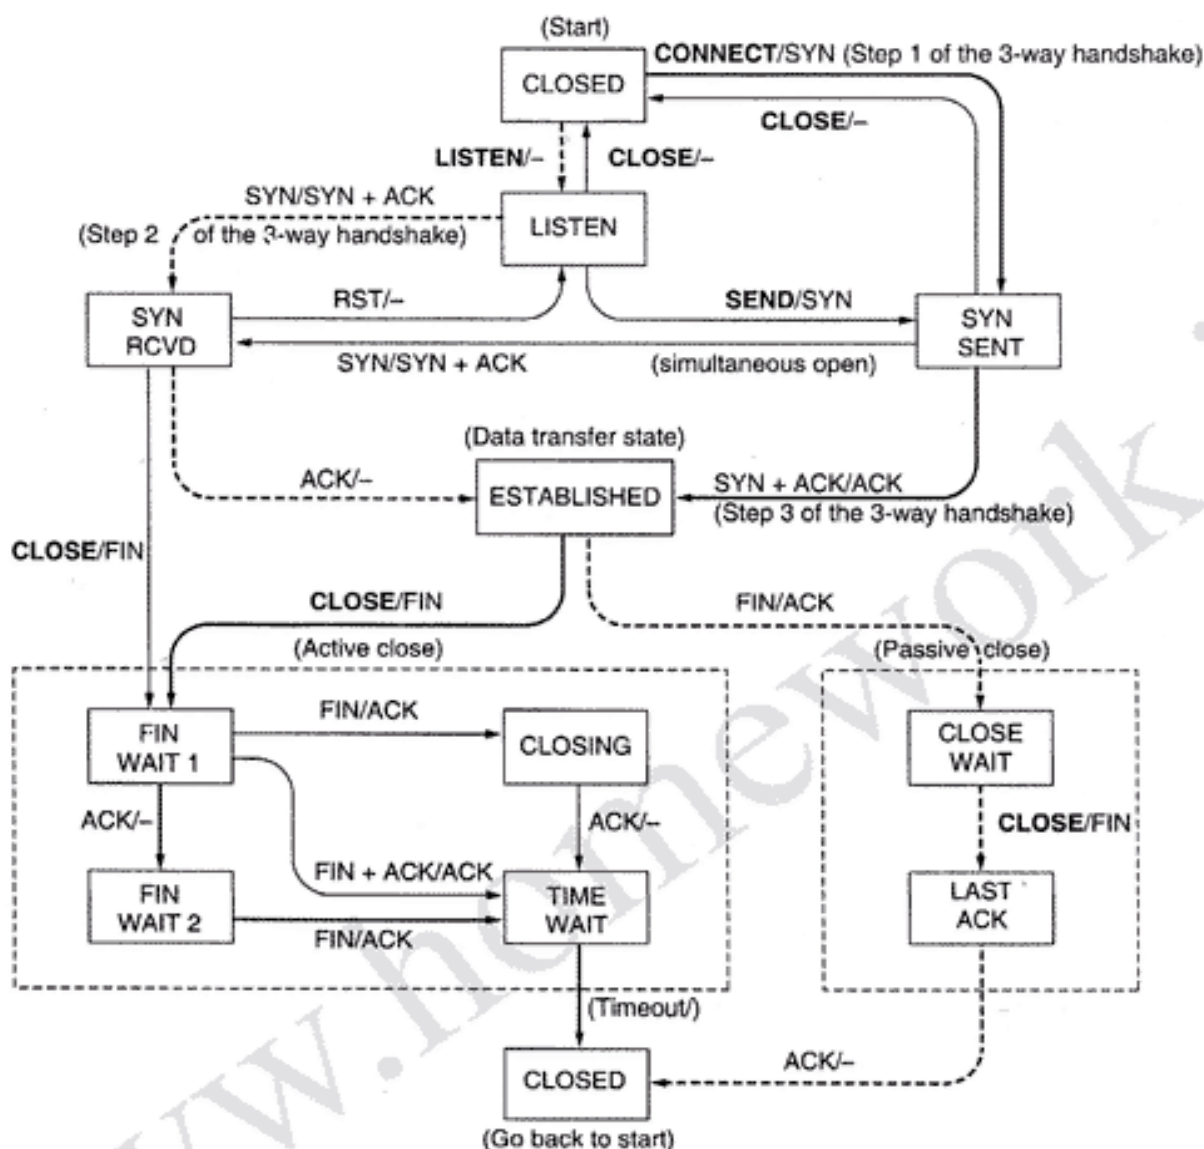 (Start)
CLOSED
CONNECT/SYN (Step 1 of the 3-way handshake)
CLOSE/–
LISTEN/–
CLOSE/–
SYN/SYN + ACK
LISTEN
(Step 2 of the 3-way handshake)
RST/–
SEND/SYN
SYN
RCVD
SYN
SENT
SYN/SYN + ACK
(simultaneous open)
(Data transfer state)
ACK/–
ESTABLISHED
SYN + ACK/ACK
(Step 3 of the 3-way handshake)
CLOSE/FIN
CLOSE/FIN
FIN/ACK
(Active close)
(Passive close)
FIN
WAIT 1
FIN/ACK
CLOSING
CLOSE
WAIT
ACK/–
ACK/–
CLOSE/FIN
FIN + ACK/ACK
FIN
WAIT 2
FIN/ACK
TIME
WAIT
LAST
ACK
(Timeout/)
CLOSED
ACK/–
(Go back to start)
www.homework.